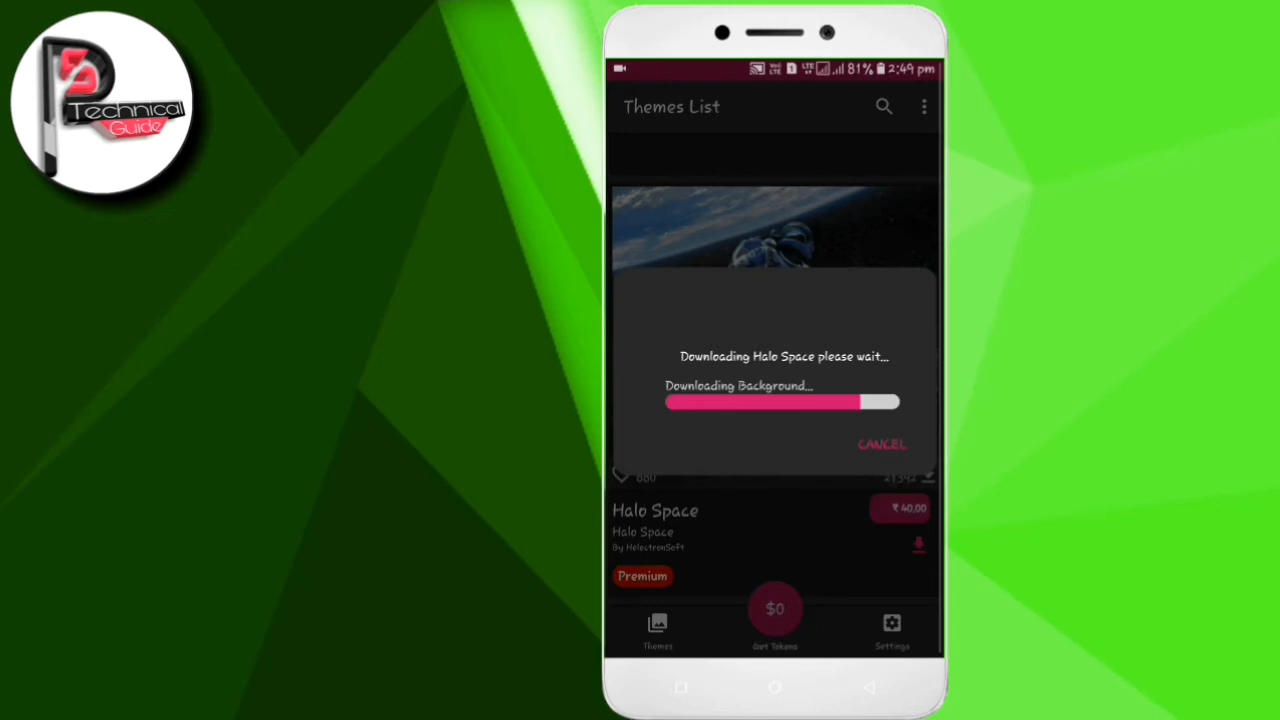 Technical
Guide
81% 2:49 pm
Themes List
Downloading Halo Space please wait...
Downloading Background...
CANCEL
Halo Space
₹ 40.00
Halo Space
By HelectronSoft
Premium
$0
Themes
Get Tokens
Settings